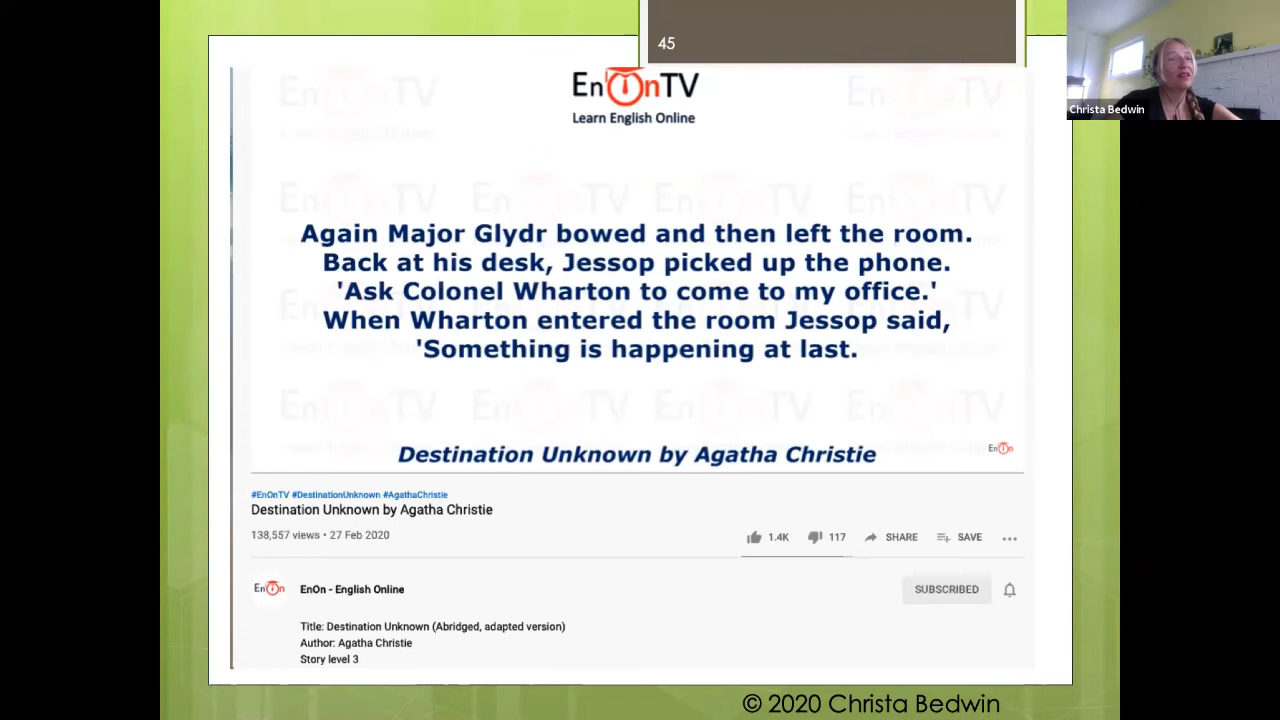 45
Christa Bedwin
EnOnTV
Learn English Online
Again Major Glydr bowed and then left the room.
Back at his desk, Jessop picked up the phone.
'Ask Colonel Wharton to come to my office.'
When Wharton entered the room Jessop said,
'Something is happening at last.
Destination Unknown by Agatha Christie
EnOn
#EnOnTV #DestinationUnknown #AgathaChristie
Destination Unknown by Agatha Christie
138,557 views • 27 Feb 2020
1.4K 117 SHARE SAVE
EnOn
EnOn - English Online
SUBSCRIBED
Title: Destination Unknown (Abridged, adapted version)
Author: Agatha Christie
Story level 3
© 2020 Christa Bedwin